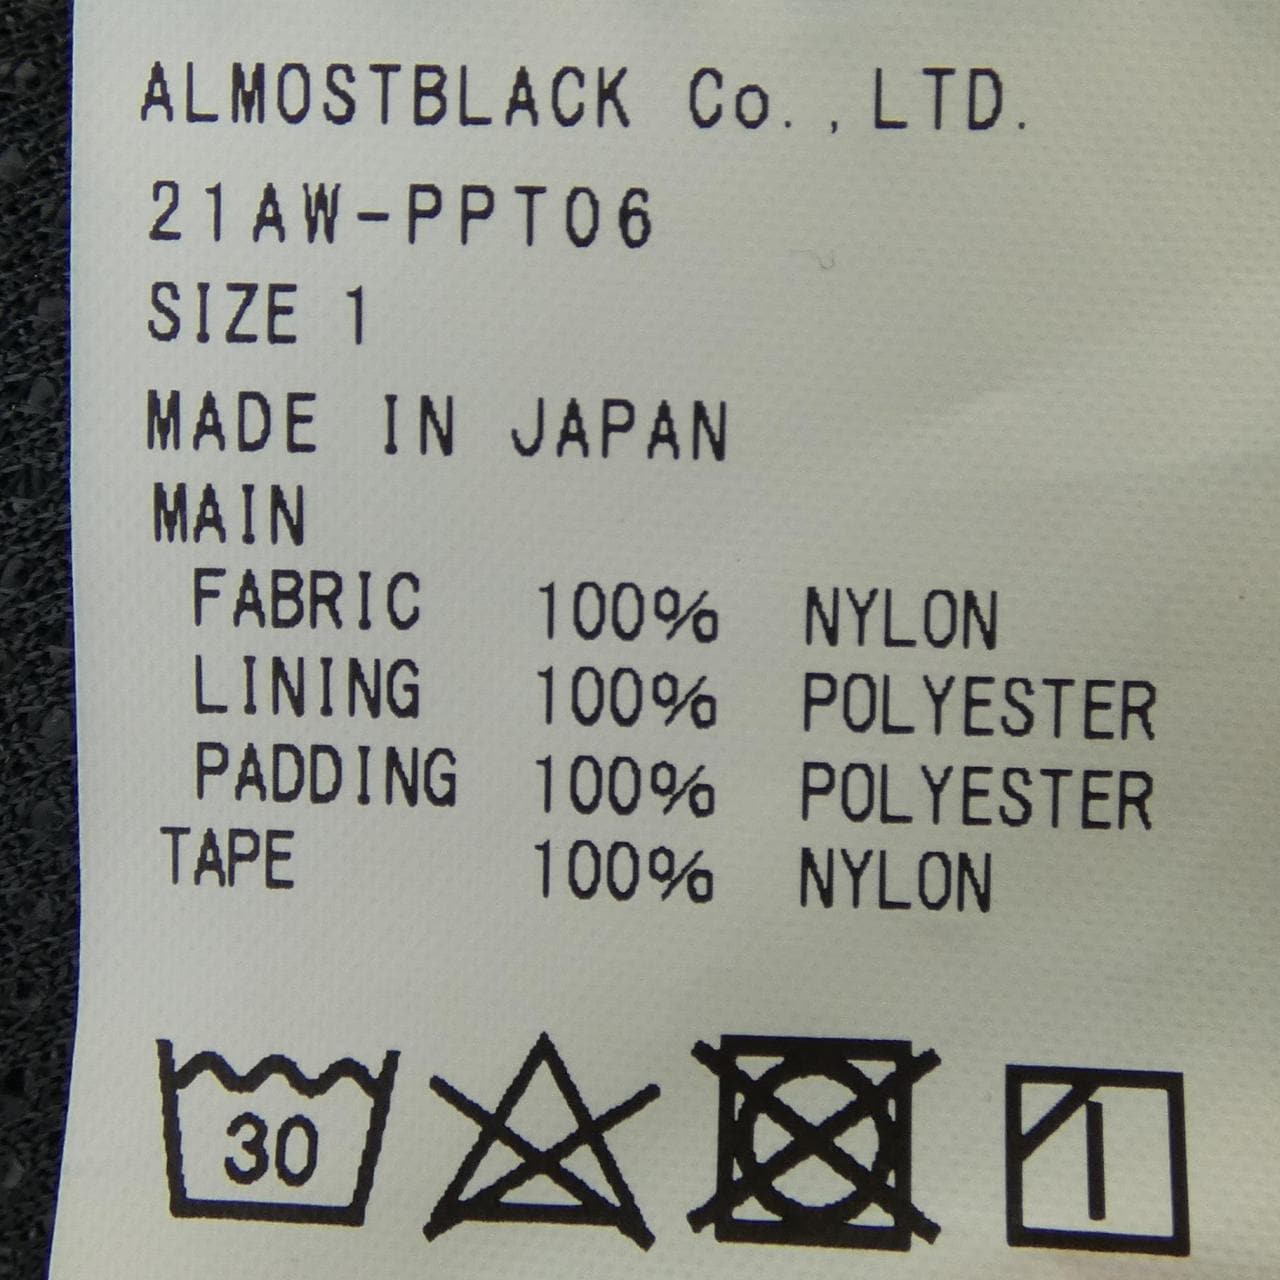 ALMOSTBLACK Co.,LTD.
21AW-PPT06
SIZE 1
MADE IN JAPAN
MAIN
FABRIC 100% NYLON
LINING 100% POLYESTER
PADDING 100% POLYESTER
TAPE 100% NYLON
30